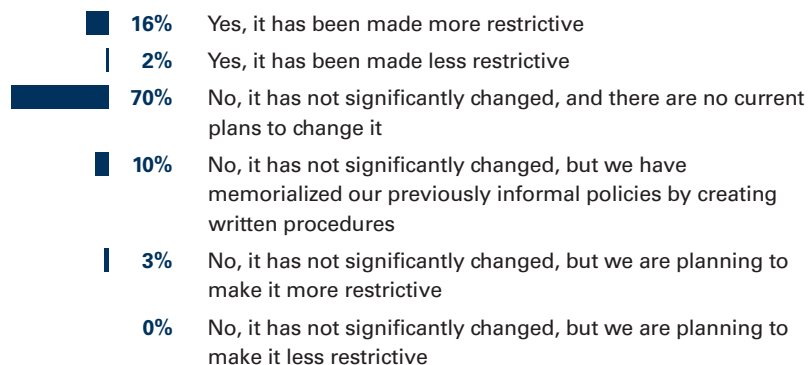 16% Yes, it has been made more restrictive
2% Yes, it has been made less restrictive
70% No, it has not significantly changed, and there are no current
plans to change it
10% No, it has not significantly changed, but we have
memorialized our previously informal policies by creating
written procedures
3% No, it has not significantly changed, but we are planning to
make it more restrictive
0% No, it has not significantly changed, but we are planning to
make it less restrictive